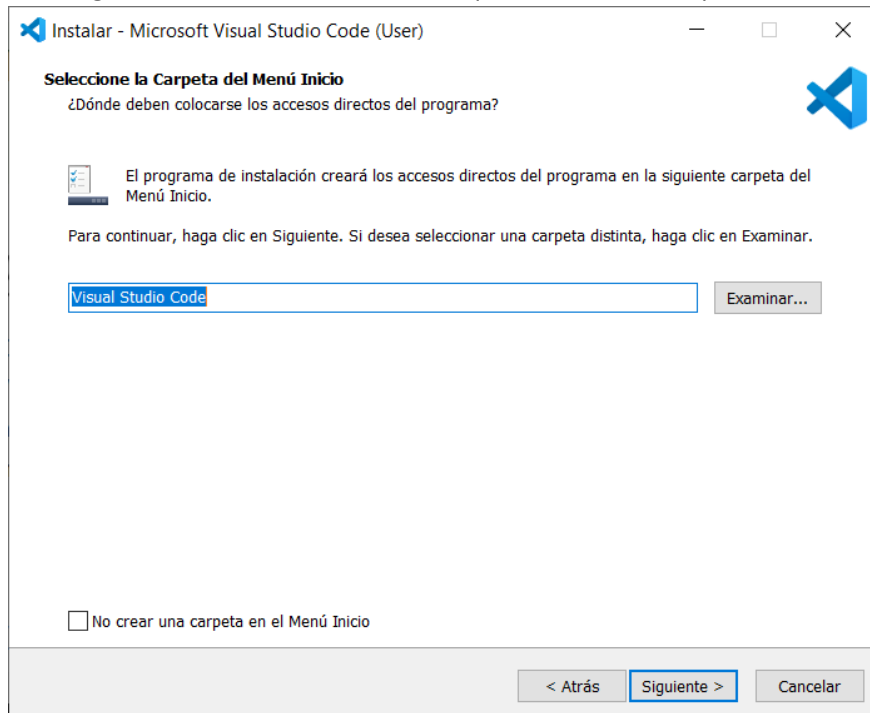 Instalar - Microsoft Visual Studio Code (User)
Seleccione la Carpeta del Menú Inicio
¿Dónde deben colocarse los accesos directos del programa?
El programa de instalación creará los accesos directos del programa en la siguiente carpeta del
Menú Inicio.
Para continuar, haga clic en Siguiente. Si desea seleccionar una carpeta distinta, haga clic en Examinar.
Visual Studio Code
Examinar...
No crear una carpeta en el Menú Inicio
< Atrás
Siguiente >
Cancelar